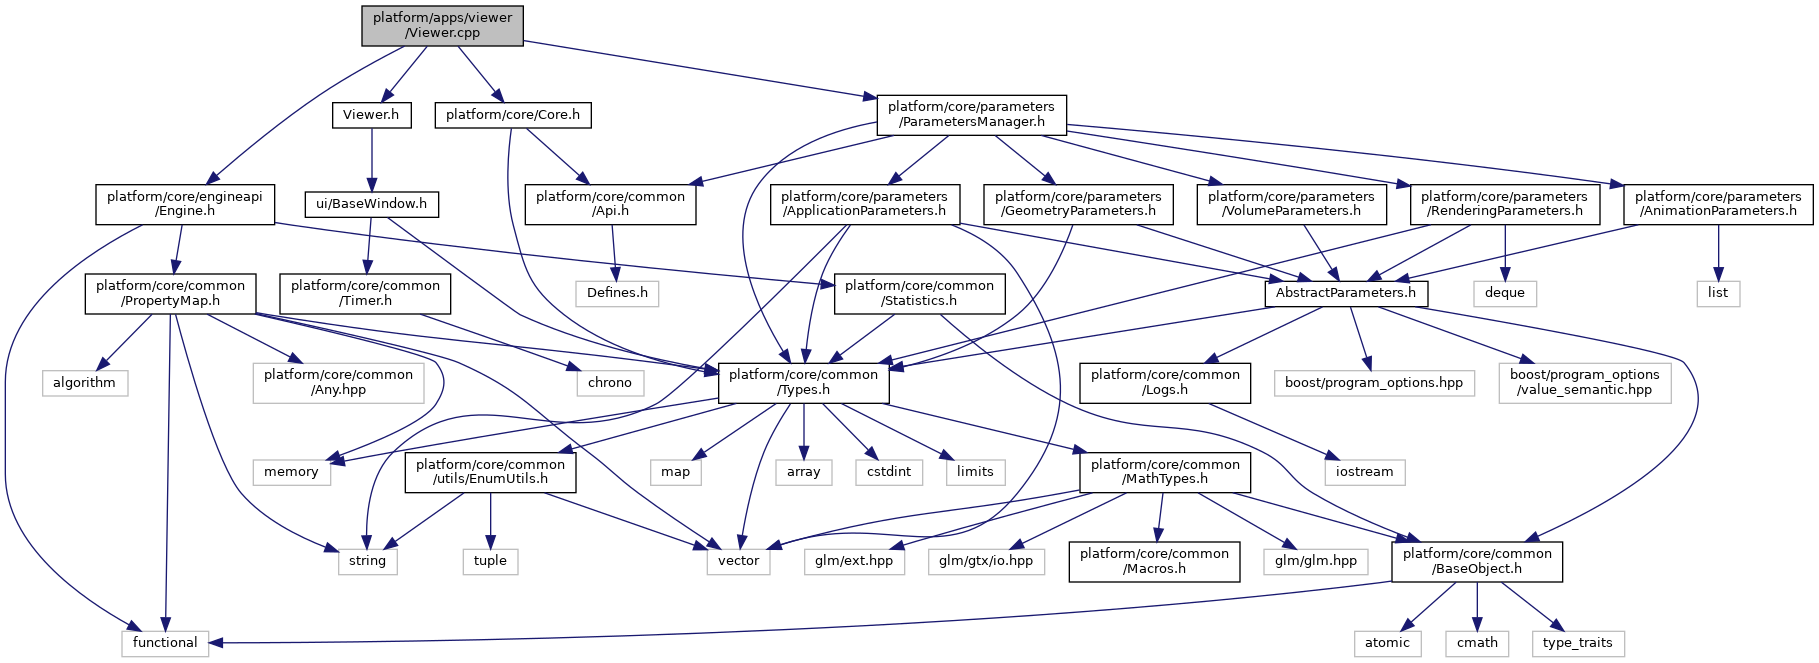 platform/apps/viewer
/Viewer.cpp
Viewer.h
platform/core/Core.h
platform/core/parameters
/ParametersManager.h
platform/core/engineapi
/Engine.h
ui/BaseWindow.h
platform/core/common
/Api.h
platform/core/parameters
/ApplicationParameters.h
platform/core/parameters
/GeometryParameters.h
platform/core/parameters
/VolumeParameters.h
platform/core/parameters
/RenderingParameters.h
platform/core/parameters
/AnimationParameters.h
platform/core/common
/PropertyMap.h
platform/core/common
/Timer.h
Defines.h
platform/core/common
/Statistics.h
AbstractParameters.h
deque
list
algorithm
platform/core/common
/Any.hpp
chrono
platform/core/common
/Types.h
platform/core/common
/Logs.h
boost/program_options.hpp
boost/program_options
/value_semantic.hpp
memory
platform/core/common
/utils/EnumUtils.h
map
array
cstdint
limits
platform/core/common
/MathTypes.h
iostream
string
tuple
vector
glm/ext.hpp
glm/gtx/io.hpp
platform/core/common
/Macros.h
glm/glm.hpp
platform/core/common
/BaseObject.h
functional
atomic
cmath
type_traits